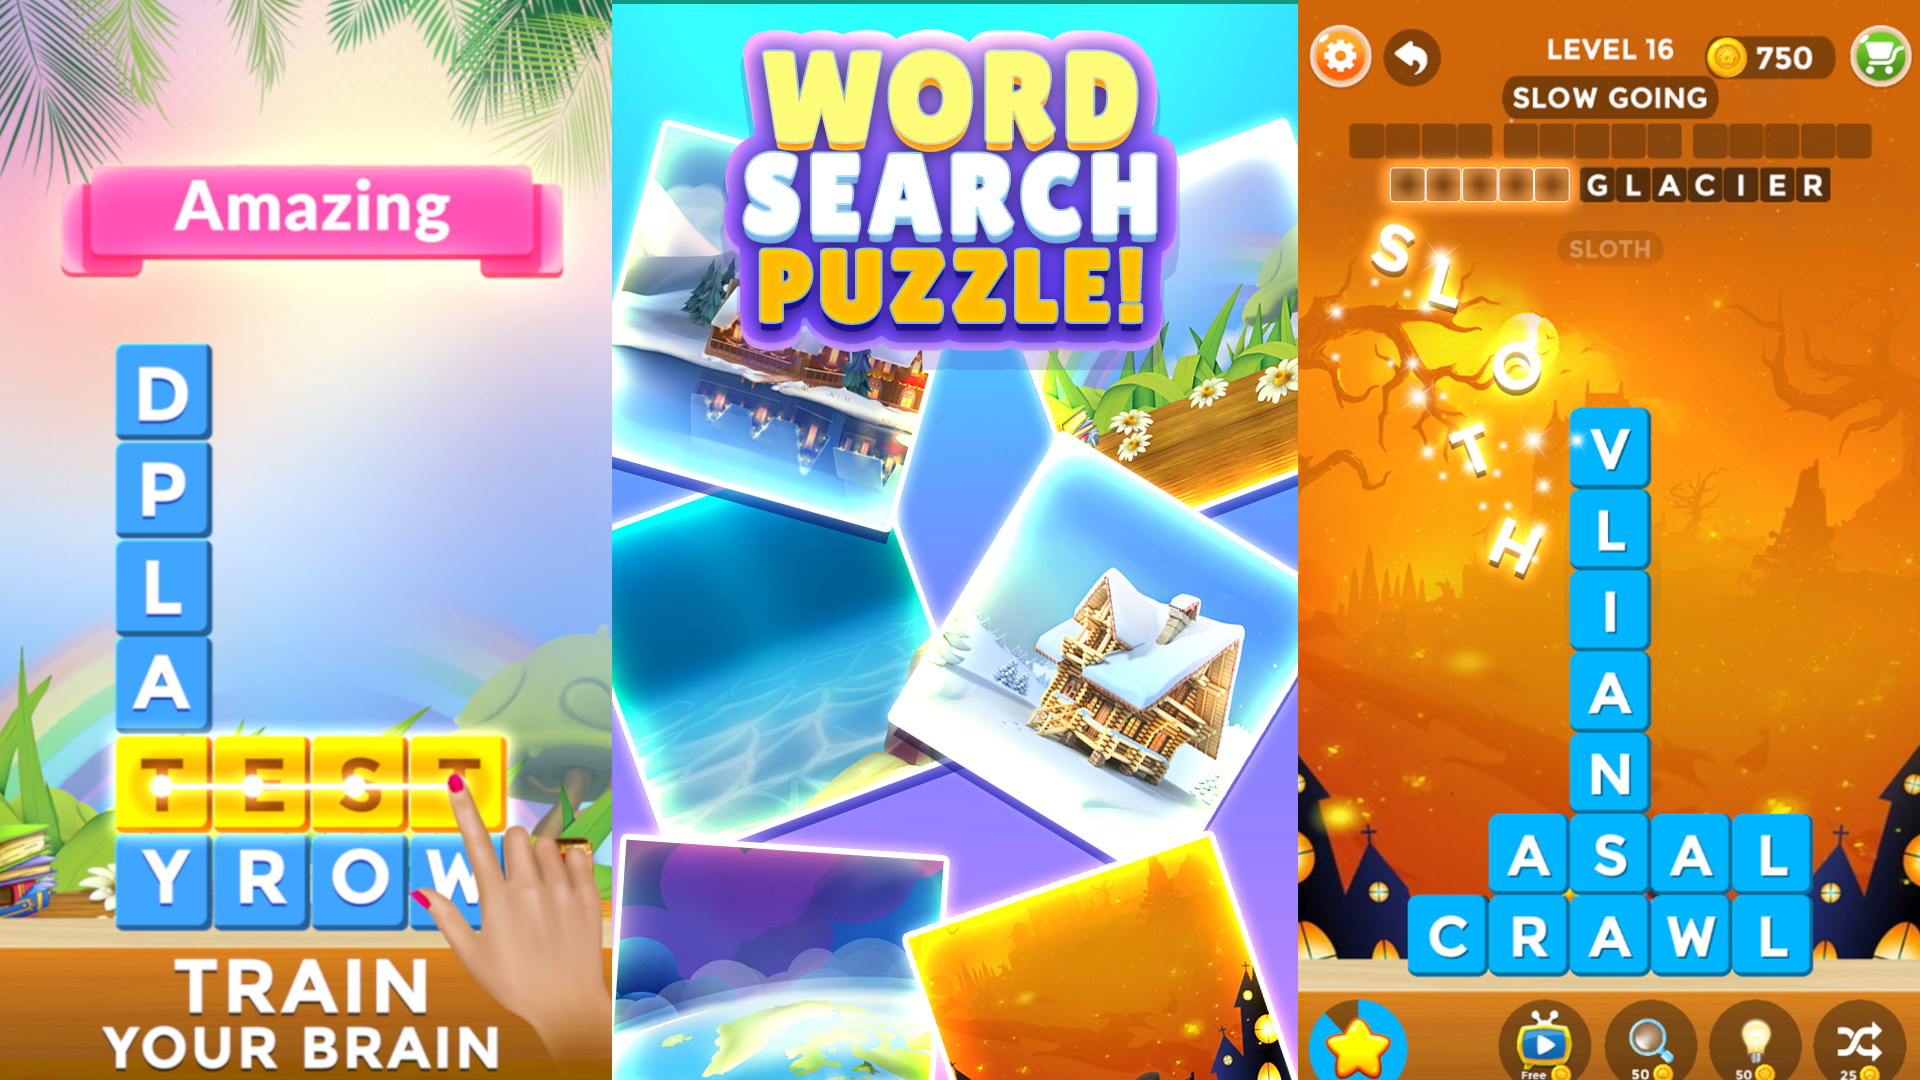 Amazing
D
P
L
A
TEST
YROW
TRAIN
YOUR BRAIN
WORD
SEARCH
PUZZLE!
LEVEL 16
750
SLOW GOING
GLACIER
SLOTH
S
L
O
T
H
V
L
I
A
N
ASAL
CRAWL
Free
50
50
25